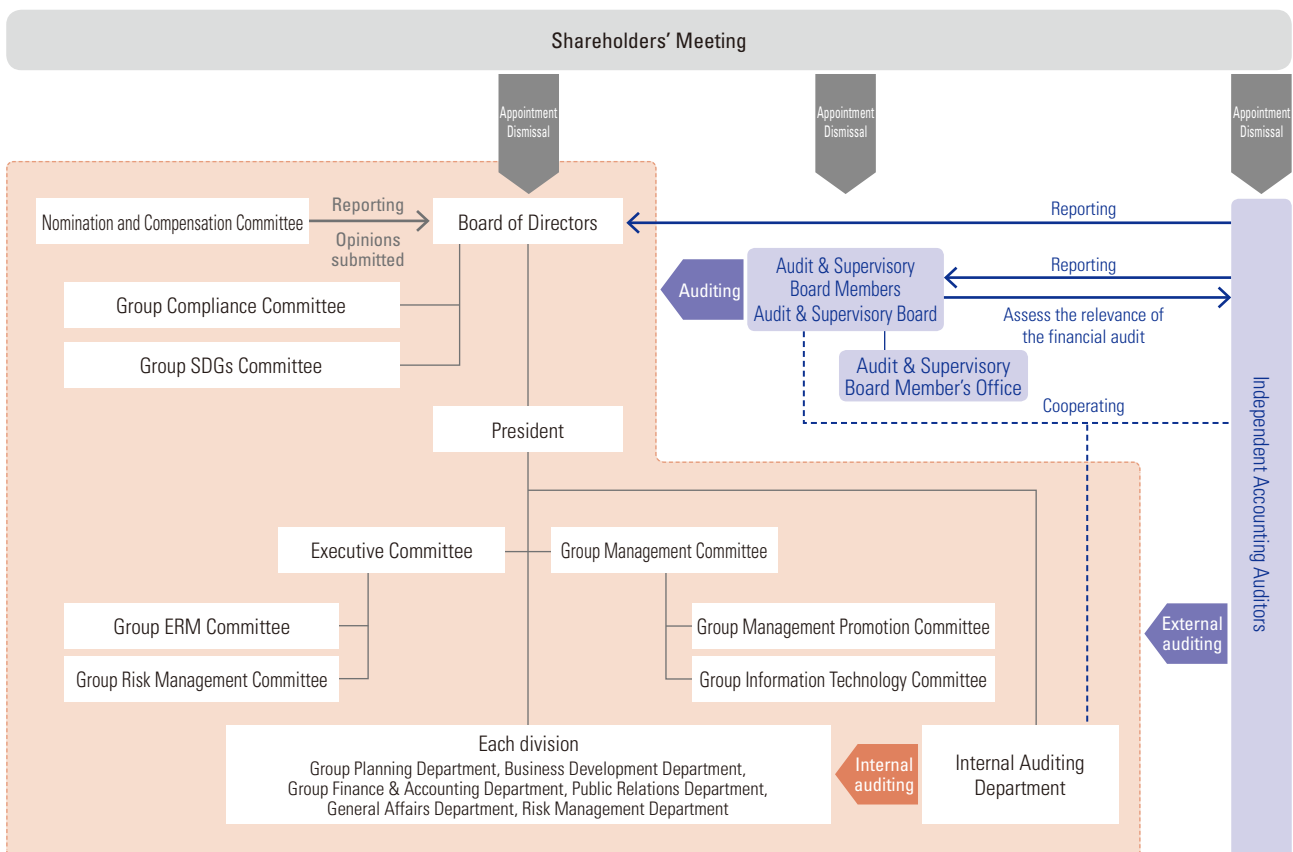 Shareholders’ Meeting
Appointment
Dismissal
Appointment
Dismissal
Appointment
Dismissal
Nomination and Compensation Committee
Reporting
Opinions
submitted
Board of Directors
Reporting
Group Compliance Committee
Group SDGs Committee
Auditing
Audit & Supervisory
Board Members
Audit & Supervisory Board
Reporting
Assess the relevance of
the financial audit
Audit & Supervisory
Board Member’s Office
Cooperating
Independent Accounting Auditors
President
Executive Committee
Group Management Committee
Group ERM Committee
Group Risk Management Committee
Group Management Promotion Committee
Group Information Technology Committee
External
auditing
Each division
Group Planning Department, Business Development Department,
Group Finance & Accounting Department, Public Relations Department,
General Affairs Department, Risk Management Department
Internal
auditing
Internal Auditing
Department